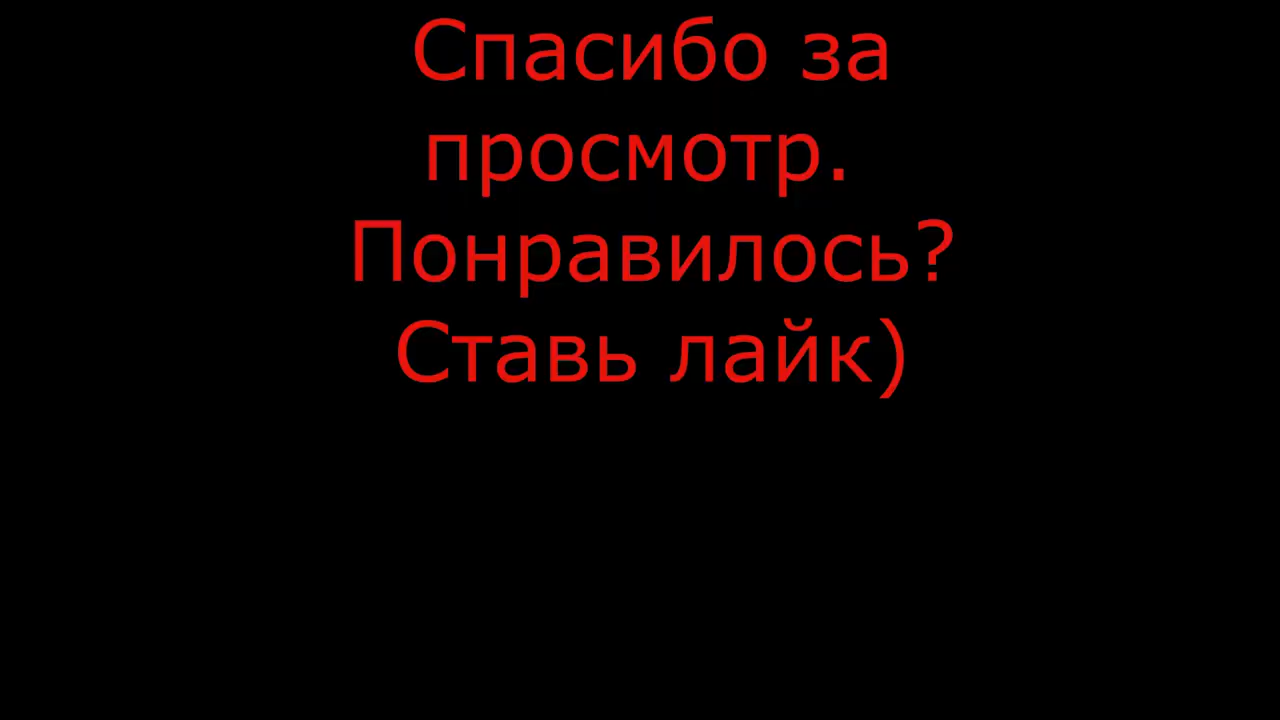 Спасибо за
просмотр.
Понравилось?
Ставь лайк)